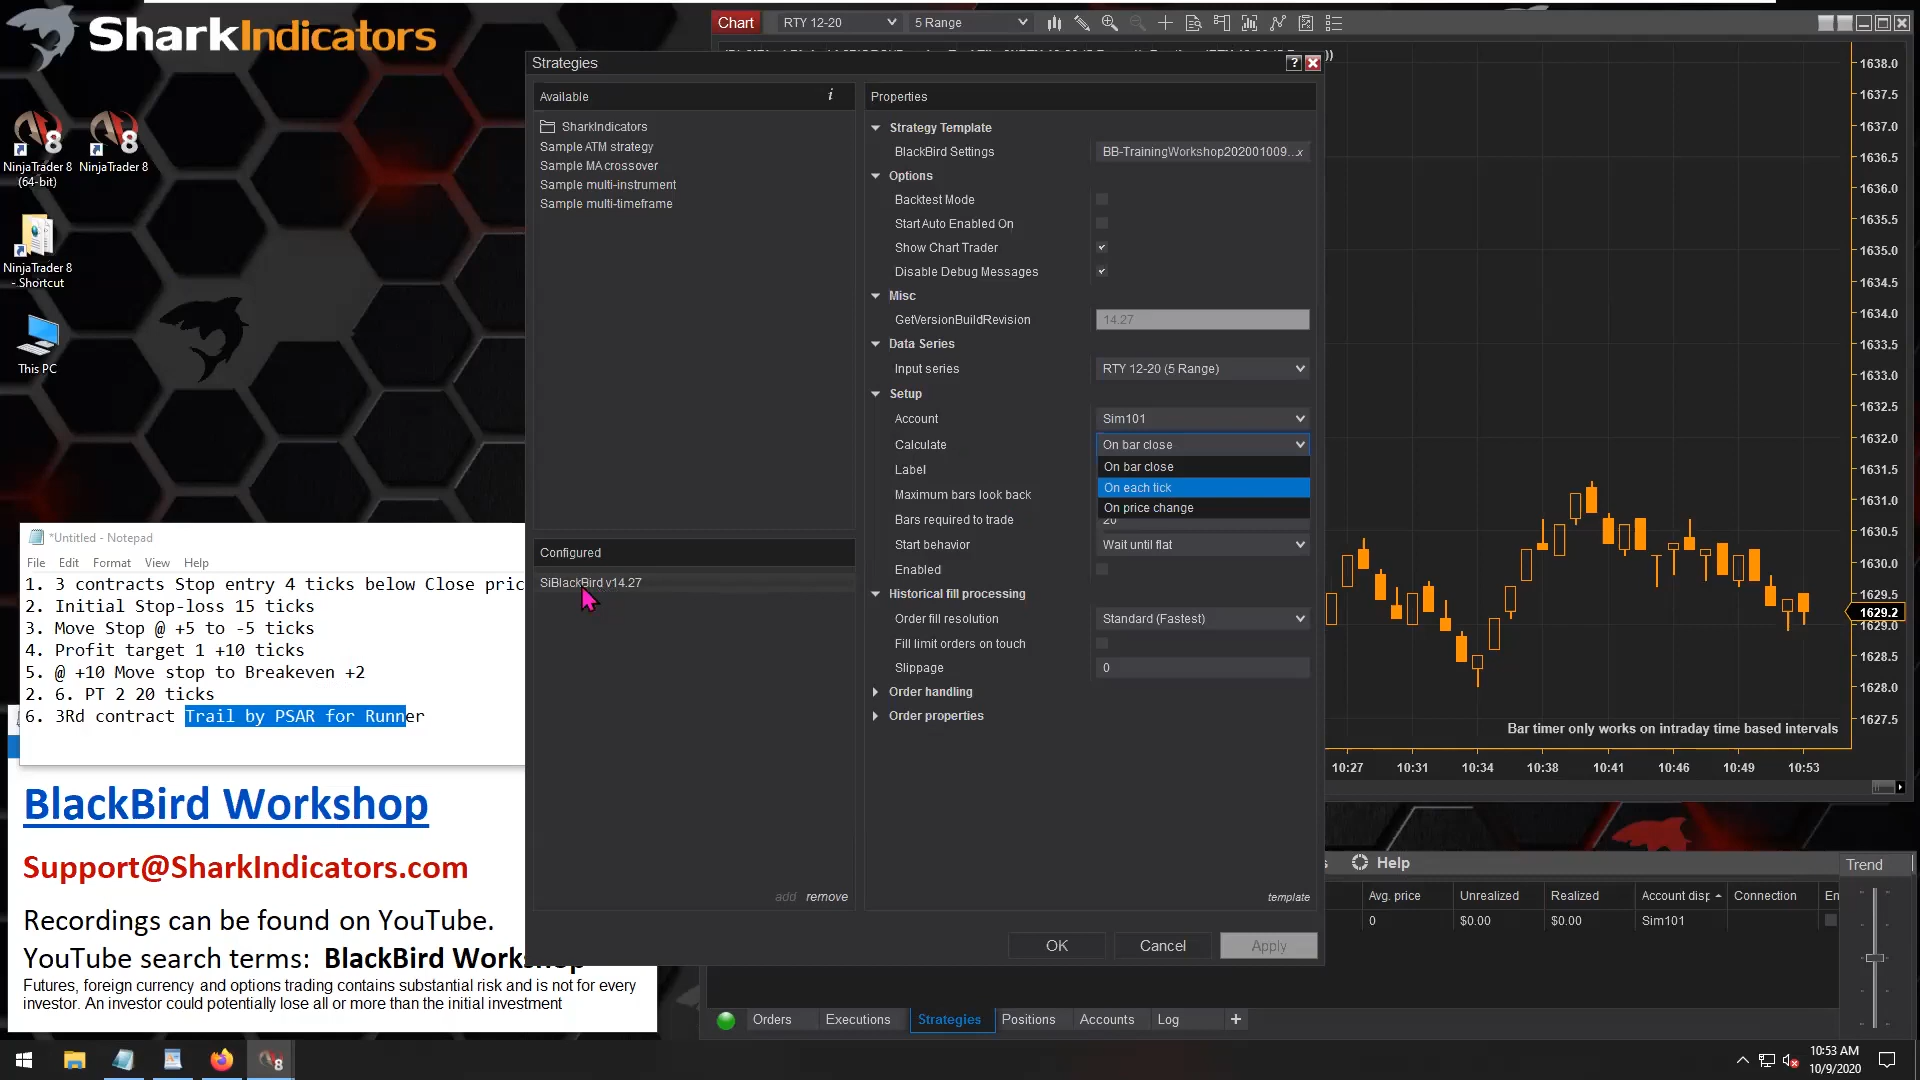 SharkIndicators
NinjaTrader 8
(64-bit)
NinjaTrader 8
NinjaTrader 8
- Shortcut
This PC
Chart
RTY 12-20
5 Range
Strategies
?
Available
i
SharkIndicators
Sample ATM strategy
Sample MA crossover
Sample multi-instrument
Sample multi-timeframe
Configured
SiBlackBird v14.27
add
remove
Properties
Strategy Template
BlackBird Settings
BB-TrainingWorkshop202001009...x
Options
Backtest Mode
Start Auto Enabled On
Show Chart Trader
Disable Debug Messages
Misc
GetVersionBuildRevision
14.27
Data Series
Input series
RTY 12-20 (5 Range)
Setup
Account
Sim101
Calculate
On bar close
On bar close
On each tick
On price change
Label
Maximum bars look back
Bars required to trade
20
Start behavior
Wait until flat
Enabled
Historical fill processing
Order fill resolution
Standard (Fastest)
Fill limit orders on touch
Slippage
0
Order handling
Order properties
template
OK
Cancel
Apply
1638.0
1637.5
1637.0
1636.5
1636.0
1635.5
1635.0
1634.5
1634.0
1633.5
1633.0
1632.5
1632.0
1631.5
1631.0
1630.5
1630.0
1629.5
1629.2
1629.0
1628.5
1628.0
1627.5
Bar timer only works on intraday time based intervals
10:27
10:31
10:34
10:38
10:41
10:46
10:49
10:53
*Untitled - Notepad
File
Edit
Format
View
Help
1. 3 contracts Stop entry 4 ticks below Close pric
2. Initial Stop-loss 15 ticks
3. Move Stop @ +5 to -5 ticks
4. Profit target 1 +10 ticks
5. @ +10 Move stop to Breakeven +2
2. 6. PT 2 20 ticks
6. 3Rd contract Trail by PSAR for Runner
BlackBird Workshop
Support@SharkIndicators.com
Recordings can be found on YouTube.
YouTube search terms: BlackBird Workshop
Futures, foreign currency and options trading contains substantial risk and is not for every
investor. An investor could potentially lose all or more than the initial investment
Help
Trend
Avg. price
Unrealized
Realized
Account disp
Connection
En
0
$0.00
$0.00
Sim101
Orders
Executions
Strategies
Positions
Accounts
Log
+
8
10:53 AM
10/9/2020